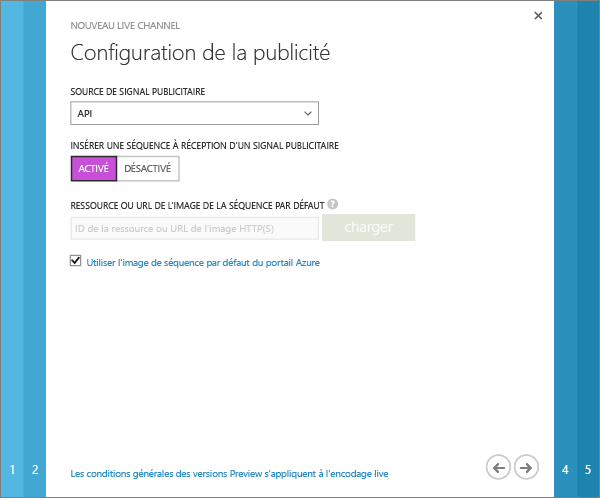 NOUVEAU LIVE CHANNEL
Configuration de la publicité
SOURCE DE SIGNAL PUBLICITAIRE
API
INSÉRER UNE SÉQUENCE À RÉCEPTION D'UN SIGNAL PUBLICITAIRE
ACTIVÉ DÉSACTIVÉ
RESSOURCE OU URL DE L'IMAGE DE LA SÉQUENCE PAR DÉFAUT ?
ID de la ressource ou URL de l'image HTTP(S) charger
Utiliser l'image de séquence par défaut du portail Azure
1 2 4 5
Les conditions générales des versions Preview s'appliquent à l'encodage live